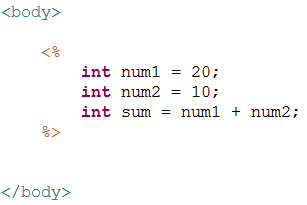 <body>
<%
int num1 = 20;
int num2 = 10;
int sum = num1 + num2;
%>
</body>